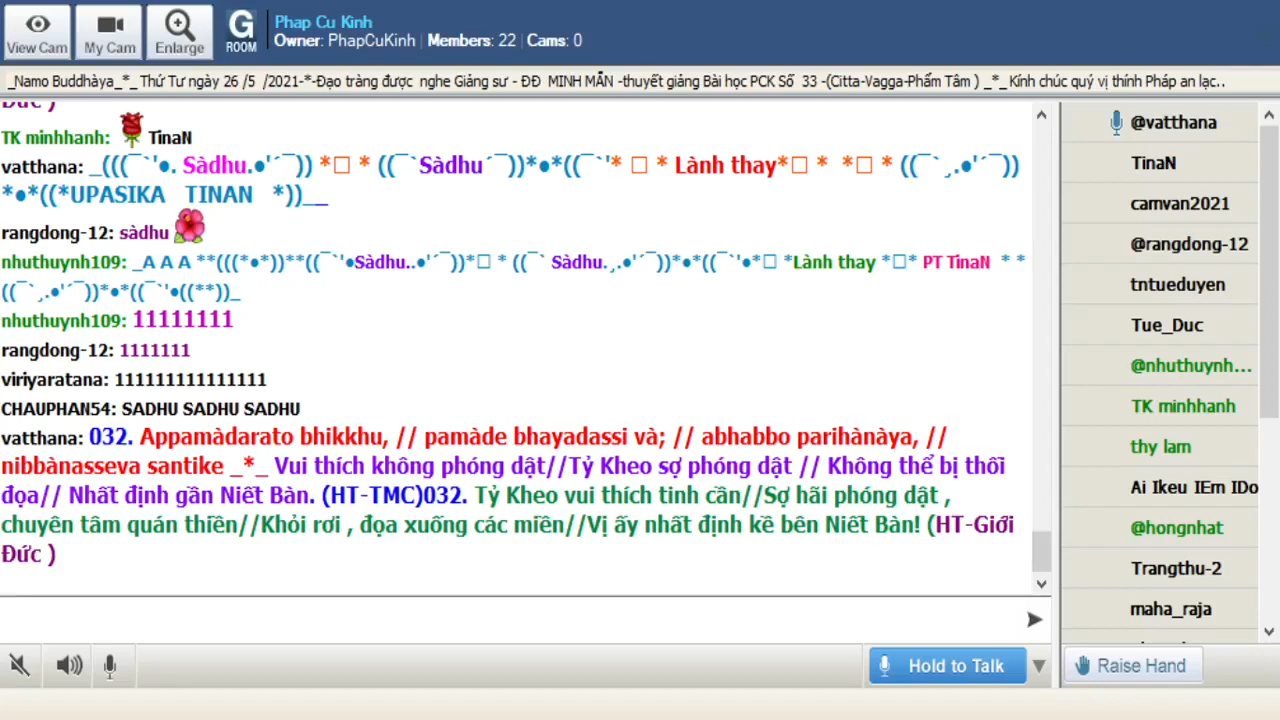 View Cam
My Cam
Enlarge
G
ROOM
Phap Cu Kinh
Owner: PhapCuKinh | Members: 22 | Cams: 0
_Namo Buddhàya_*_ Thứ Tư ngày 26 /5 /2021-*-Đạo tràng được nghe Giảng sư - ĐĐ MINH MẪN -thuyết giảng Bài học PCK Số 33 -(Citta-Vagga-Phẩm Tâm ) _*_ Kính chúc quý vị thính Pháp an lạc..
Đức )
TK minhhanh: TinaN
vatthana: _(((¯`'•. Sàdhu.•'´¯)) *□ * ((¯`Sàdhu´¯))*•*((¯`'* □ * Lành thay*□ * *□ * ((¯`¸.•'´¯))
*•*((*UPASIKA TINAN *))__
rangdong-12: sàdhu
nhuthuynh109: _A A A **(((*•*))**((¯`'•Sàdhu..•'´¯))*□ * ((¯` Sàdhu.¸.•'´¯))*•*((¯`'•*□ *Lành thay *□* PT TinaN * *
((¯`¸.•'´¯))*•*((¯`'•((**))_
nhuthuynh109: 11111111
rangdong-12: 1111111
viriyaratana: 111111111111111
CHAUPHAN54: SADHU SADHU SADHU
vatthana: 032. Appamàdarato bhikkhu, // pamàde bhayadassi và; // abhabbo parihànàya, //
nibbànasseva santike _*_ Vui thích không phóng dật//Tỷ Kheo sợ phóng dật // Không thể bị thối
đọa// Nhất định gần Niết Bàn. (HT-TMC)032. Tỷ Kheo vui thích tinh cần//Sợ hãi phóng dật ,
chuyên tâm quán thiền//Khỏi rơi , đọa xuống các miền//Vị ấy nhất định kề bên Niết Bàn! (HT-Giới
Đức )
@vatthana
TinaN
camvan2021
@rangdong-12
tntueduyen
Tue_Duc
@nhuthuynh...
TK minhhanh
thy lam
Ai Ikeu IEm IDo
@hongnhat
Trangthu-2
maha_raja
Hold to Talk
Raise Hand